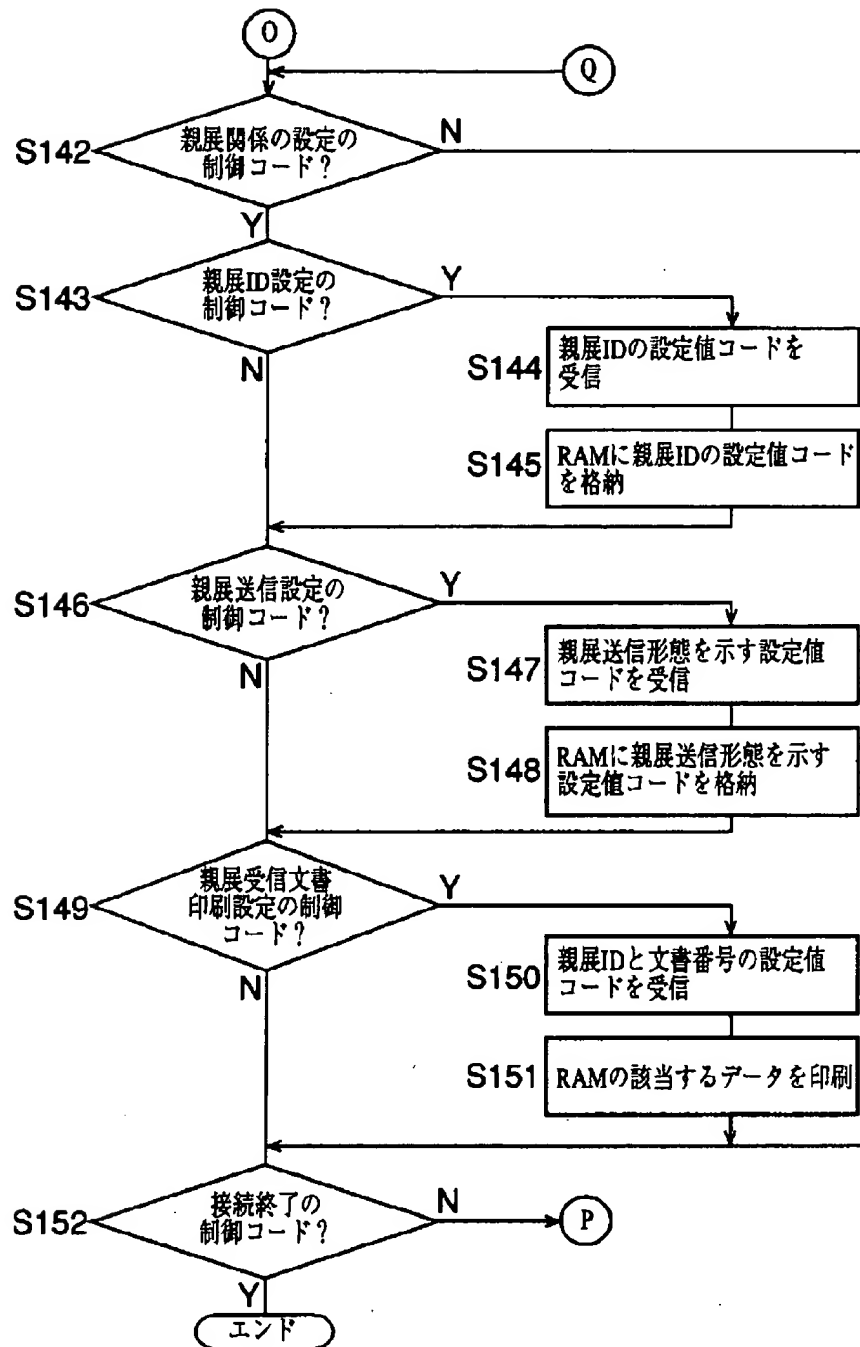 O
Q
S142
親展関係の設定の
制御コード?
N
Y
S143
親展ID設定の
制御コード?
Y
N
S144
親展IDの設定値コードを
受信
S145
RAMに親展IDの設定値コード
を格納
S146
親展送信設定の
制御コード?
Y
N
S147
親展送信形態を示す設定値
コードを受信
S148
RAMに親展送信形態を示す
設定値コードを格納
S149
親展受信文書
印刷設定の制御
コード?
Y
N
S150
親展IDと文書番号の設定値
コードを受信
S151
RAMの該当するデータを印刷
S152
接続終了の
制御コード?
N
P
Y
エンド